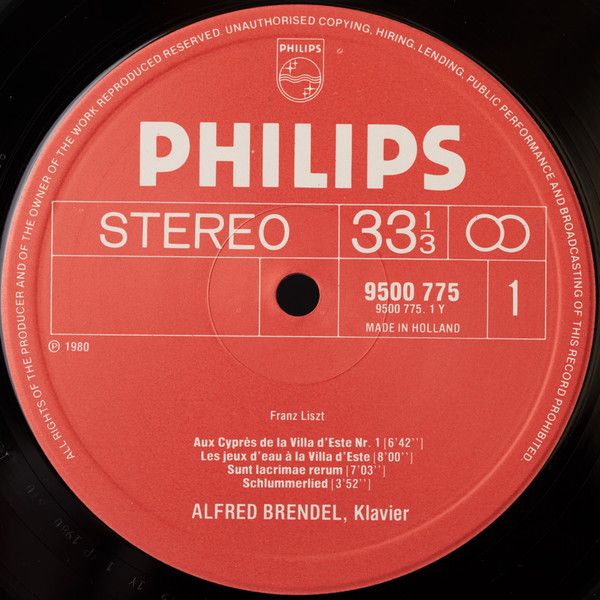 ALL RIGHTS OF THE PRODUCER AND OF THE OWNER OF THE WORK REPRODUCED RESERVED. UNAUTHORISED COPYING, HIRING, LENDING, PUBLIC PERFORMANCE AND BROADCASTING OF THIS RECORD PROHIBITED.
PHILIPS
PHILIPS
STEREO 33 1/3
9500 775 1
9500 775. 1 Y
MADE IN HOLLAND
Ⓟ 1980
Franz Liszt
Aux Cyprès de la Villa d'Este Nr. 1 [6'42'']
Les jeux d'eau à la Villa d'Este [8'00'']
Sunt lacrimae rerum [7'03'']
Schlummerlied [3'52'']
ALFRED BRENDEL, Klavier